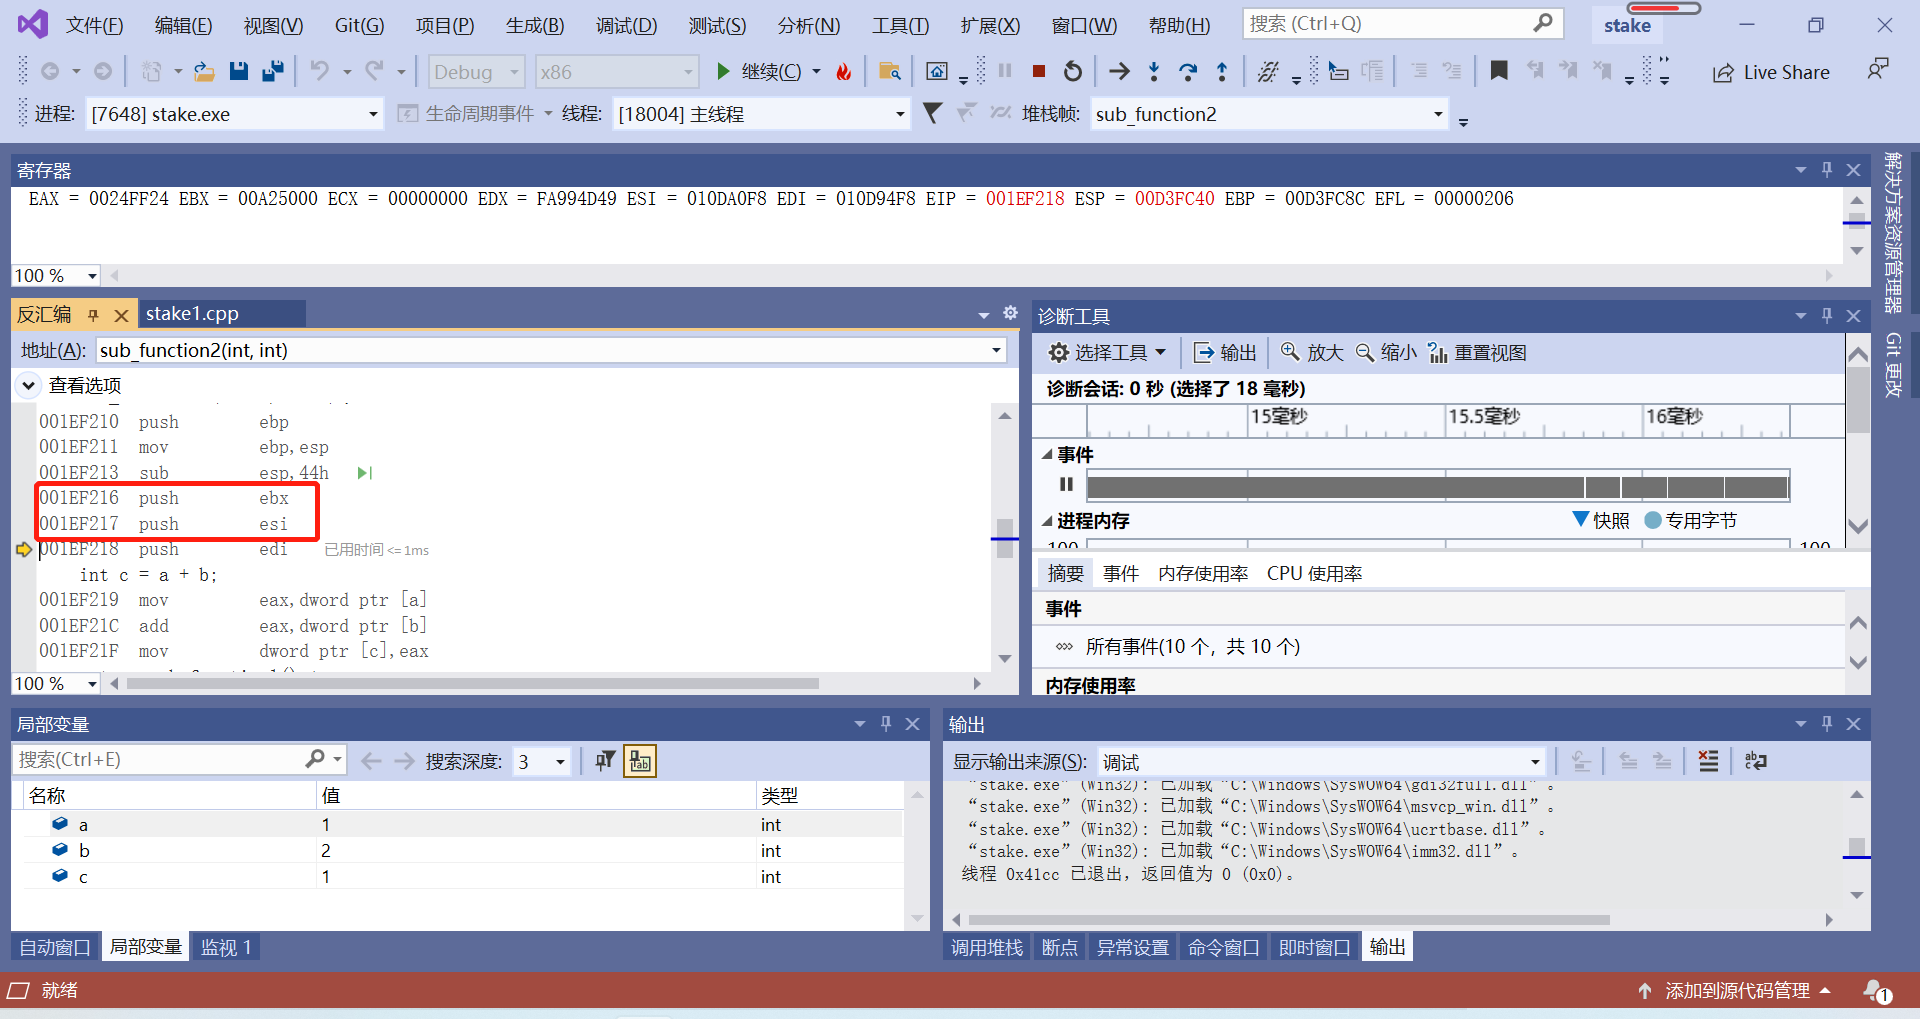 文件(F) 编辑(E) 视图(V) Git(G) 项目(P) 生成(B) 调试(D) 测试(S) 分析(N) 工具(T) 扩展(X) 窗口(W) 帮助(H) 搜索 (Ctrl+Q) stake
Debug x86 继续(C) Live Share
进程: [7648] stake.exe 生命周期事件 线程: [18004] 主线程 堆栈帧: sub_function2
寄存器
EAX = 0024FF24 EBX = 00A25000 ECX = 00000000 EDX = FA994D49 ESI = 010DA0F8 EDI = 010D94F8 EIP = 001EF218 ESP = 00D3FC40 EBP = 00D3FC8C EFL = 00000206
100 %
解决方案资源管理器
Git 更改
反汇编 stake1.cpp
地址(A): sub_function2(int, int)
查看选项
001EF210 push ebp
001EF211 mov ebp,esp
001EF213 sub esp,44h
001EF216 push ebx
001EF217 push esi
001EF218 push edi 已用时间 <= 1ms
int c = a + b;
001EF219 mov eax,dword ptr [a]
001EF21C add eax,dword ptr [b]
001EF21F mov dword ptr [c],eax
100 %
诊断工具
选择工具 输出 放大 缩小 重置视图
诊断会话: 0 秒 (选择了 18 毫秒)
15毫秒 15.5毫秒 16毫秒
事件
进程内存 快照 专用字节
100 100
摘要 事件 内存使用率 CPU 使用率
事件
所有事件(10 个，共 10 个)
内存使用率
局部变量
搜索(Ctrl+E) 搜索深度: 3
名称 值 类型
a 1 int
b 2 int
c 1 int
自动窗口 局部变量 监视 1
输出
显示输出来源(S): 调试
“stake.exe” (Win32): 已加载 “C:\Windows\SysWOW64\gdi32full.dll”。
“stake.exe” (Win32): 已加载 “C:\Windows\SysWOW64\msvcp_win.dll”。
“stake.exe” (Win32): 已加载 “C:\Windows\SysWOW64\ucrtbase.dll”。
“stake.exe” (Win32): 已加载 “C:\Windows\SysWOW64\imm32.dll”。
线程 0x41cc 已退出，返回值为 0 (0x0)。
调用堆栈 断点 异常设置 命令窗口 即时窗口 输出
就绪 添加到源代码管理 1